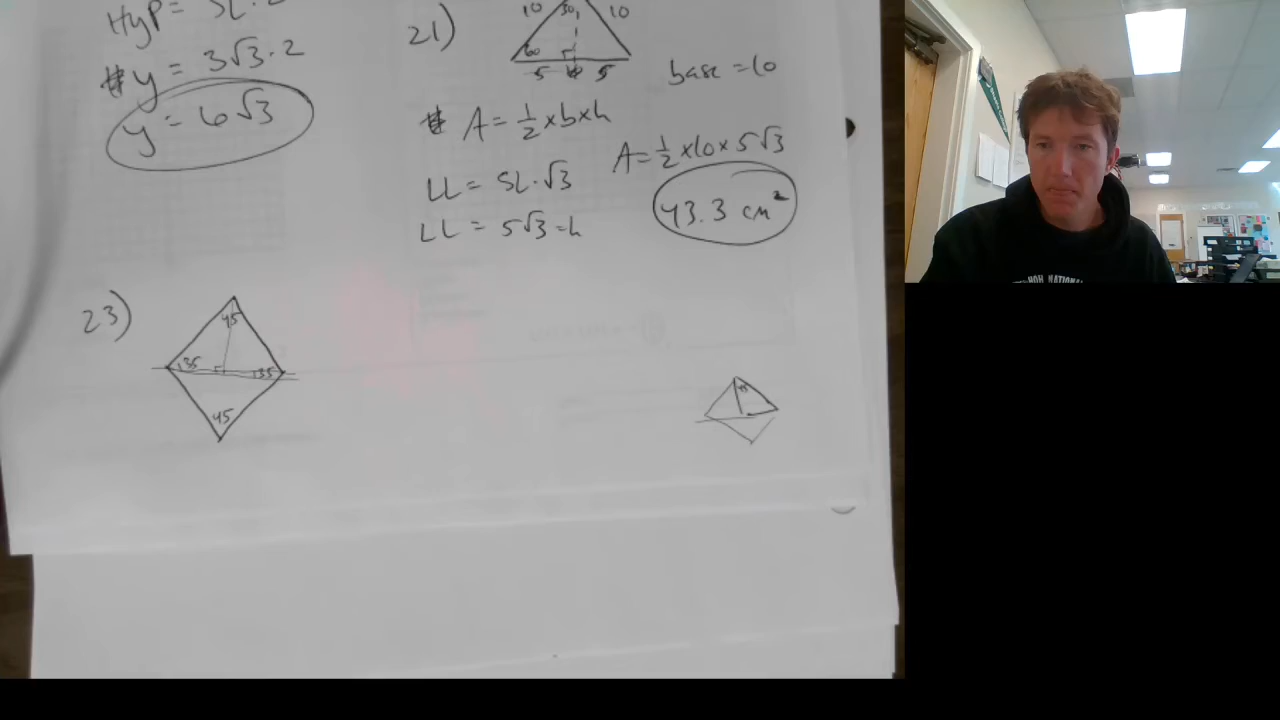 Hyp = SL · 2
y = 3√3 · 2
y = 6√3
21)
10 30 10
60
5 5
base = 10
A = 1/2 x b x h
A = 1/2 x 10 x 5√3
LL = SL · √3
43.3 cm²
LL = 5√3 = h
23)
45
135 135
45